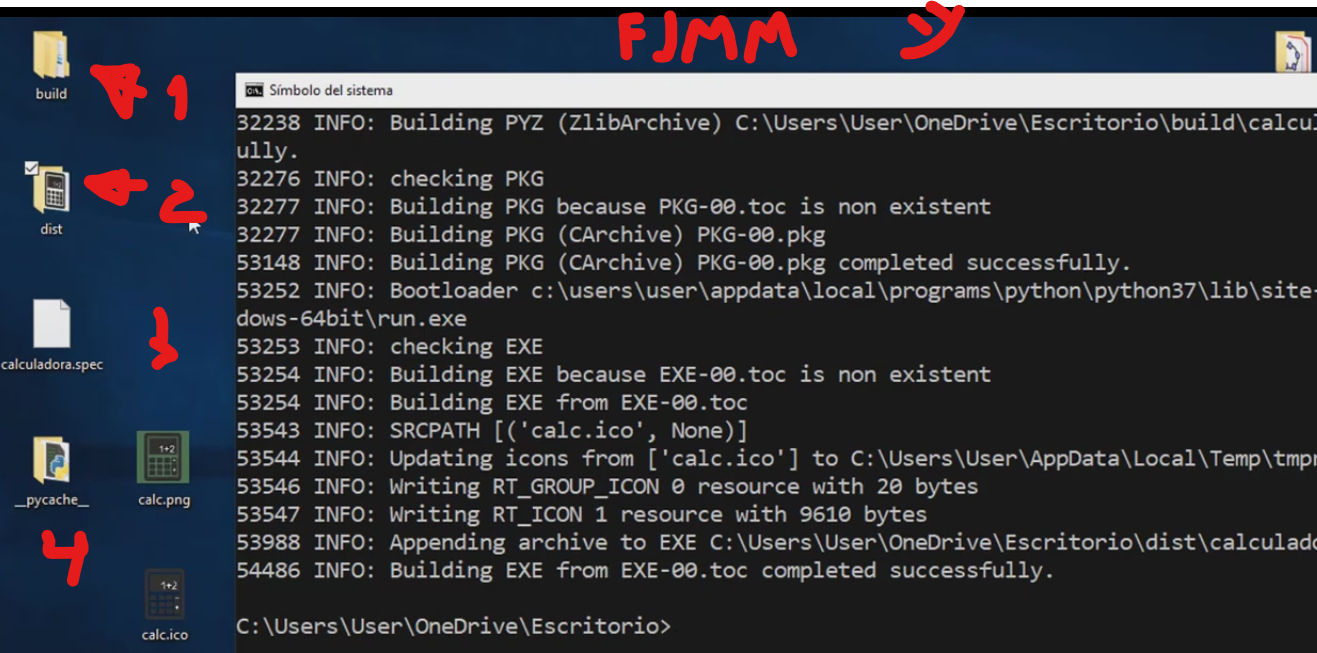 FJMM
build
1
dist
2
calculadora.spec
3
__pycache__
calc.png
4
calc.ico
Símbolo del sistema
32238 INFO: Building PYZ (ZlibArchive) C:\Users\User\OneDrive\Escritorio\build\calcul
ully.
32276 INFO: checking PKG
32277 INFO: Building PKG because PKG-00.toc is non existent
32277 INFO: Building PKG (CArchive) PKG-00.pkg
53148 INFO: Building PKG (CArchive) PKG-00.pkg completed successfully.
53252 INFO: Bootloader c:\users\user\appdata\local\programs\python\python37\lib\site-
dows-64bit\run.exe
53253 INFO: checking EXE
53254 INFO: Building EXE because EXE-00.toc is non existent
53254 INFO: Building EXE from EXE-00.toc
53543 INFO: SRCPATH [('calc.ico', None)]
53544 INFO: Updating icons from ['calc.ico'] to C:\Users\User\AppData\Local\Temp\tmp
53546 INFO: Writing RT_GROUP_ICON 0 resource with 20 bytes
53547 INFO: Writing RT_ICON 1 resource with 9610 bytes
53988 INFO: Appending archive to EXE C:\Users\User\OneDrive\Escritorio\dist\calculado
54486 INFO: Building EXE from EXE-00.toc completed successfully.
C:\Users\User\OneDrive\Escritorio>